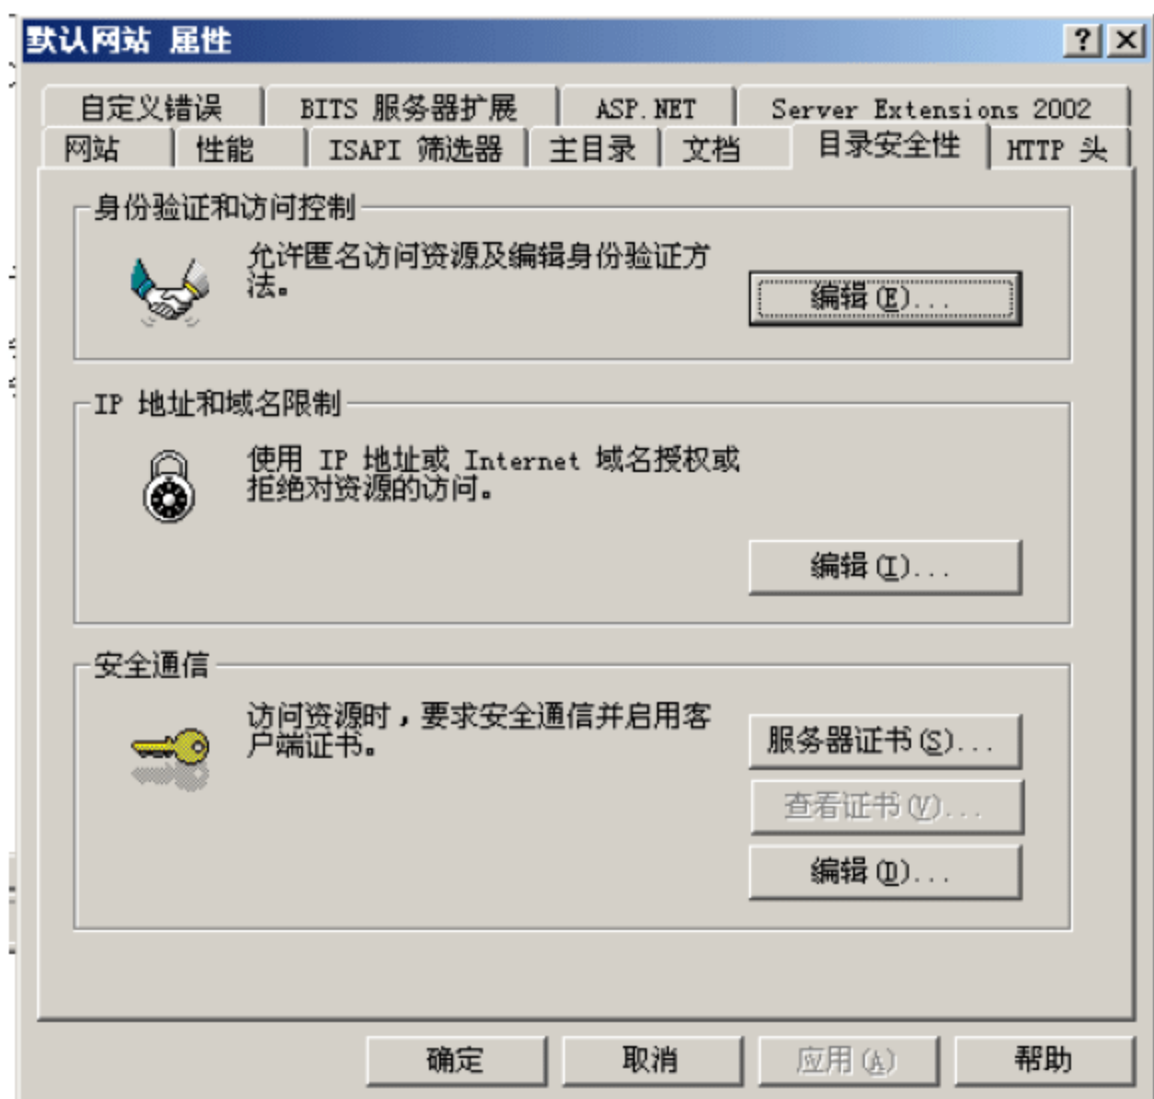 默认网站 属性
自定义错误 BITS 服务器扩展 ASP.NET Server Extensions 2002
网站 性能 ISAPI 筛选器 主目录 文档 目录安全性 HTTP 头
身份验证和访问控制
允许匿名访问资源及编辑身份验证方
法。
编辑(E)...
IP 地址和域名限制
使用 IP 地址或 Internet 域名授权或
拒绝对资源的访问。
编辑(I)...
安全通信
访问资源时，要求安全通信并启用客
户端证书。
服务器证书(S)...
查看证书(V)...
编辑(D)...
确定 取消 应用(A) 帮助